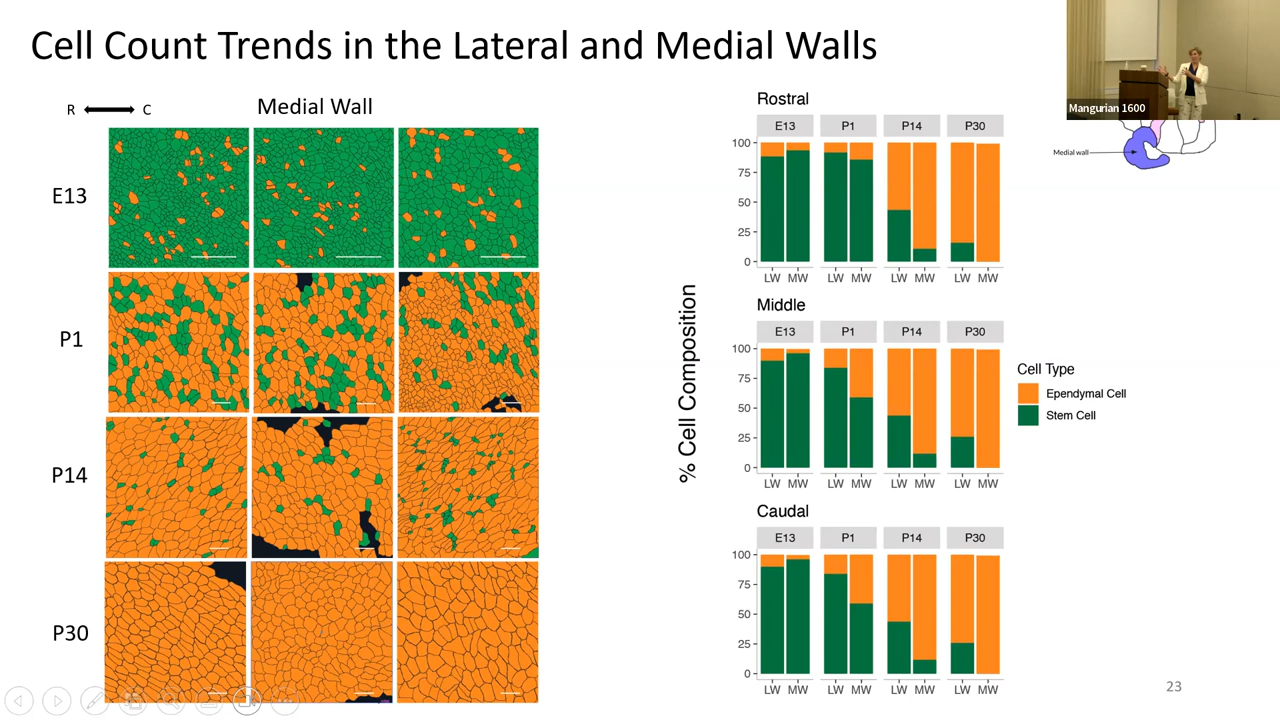 Cell Count Trends in the Lateral and Medial Walls
Mangurian 1600
R C
Medial Wall
E13
P1
P14
P30
% Cell Composition
Rostral
E13 P1 P14 P30
100
75
50
25
0
LW MW LW MW LW MW LW MW
Middle
E13 P1 P14 P30
100
75
50
25
0
LW MW LW MW LW MW LW MW
Caudal
E13 P1 P14 P30
100
75
50
25
0
LW MW LW MW LW MW LW MW
Medial wall
Cell Type
Ependymal Cell
Stem Cell
23